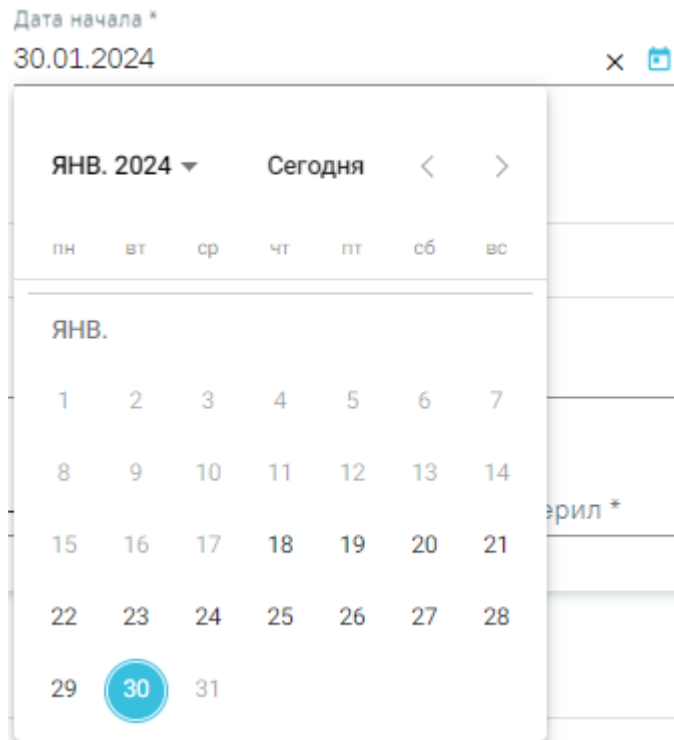 Дата начала *
30.01.2024
ЯНВ. 2024 Сегодня
пн вт ср чт пт сб вс
ЯНВ.
1 2 3 4 5 6 7
8 9 10 11 12 13 14
ерил *
15 16 17 18 19 20 21
22 23 24 25 26 27 28
29 30 31